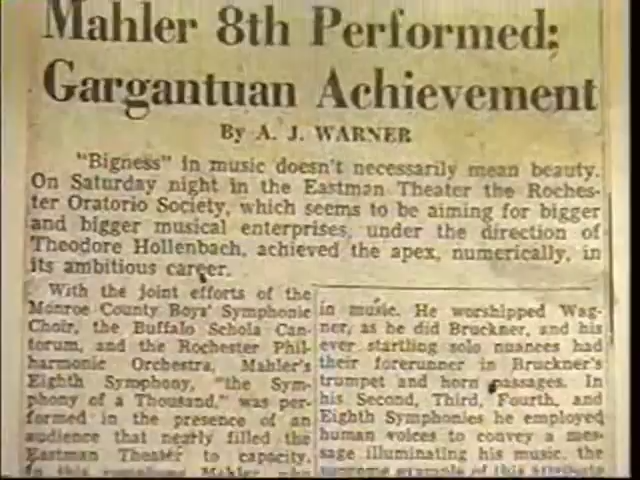 Mahler 8th Performed;
Gargantuan Achievement
By A. J. WARNER
"Bigness" in music doesn't necessarily mean beauty.
On Saturday night in the Eastman Theater the Roches-
ter Oratorio Society, which seems to be aiming for bigger
and bigger musical enterprises, under the direction of
Theodore Hollenbach, achieved the apex, numerically, in
its ambitious career.
With the joint efforts of the
Monroe County Boys' Symphonic
Choir, the Buffalo Schola Can-
torum, and the Rochester Phil-
harmonic Orchestra, Mahler's
Eighth Symphony, "the Sym-
phony of a Thousand," was per-
formed in the presence of an
audience that nearly filled the
Eastman Theater to capacity.
in music. He worshipped Wag-
ner, as he did Bruckner, and his
ever startling solo nuances had
their forerunner in Bruckner's
trumpet and horn passages. In
his Second, Third, Fourth, and
Eighth Symphonies he employed
human voices to convey a mes-
sage illuminating his music, the